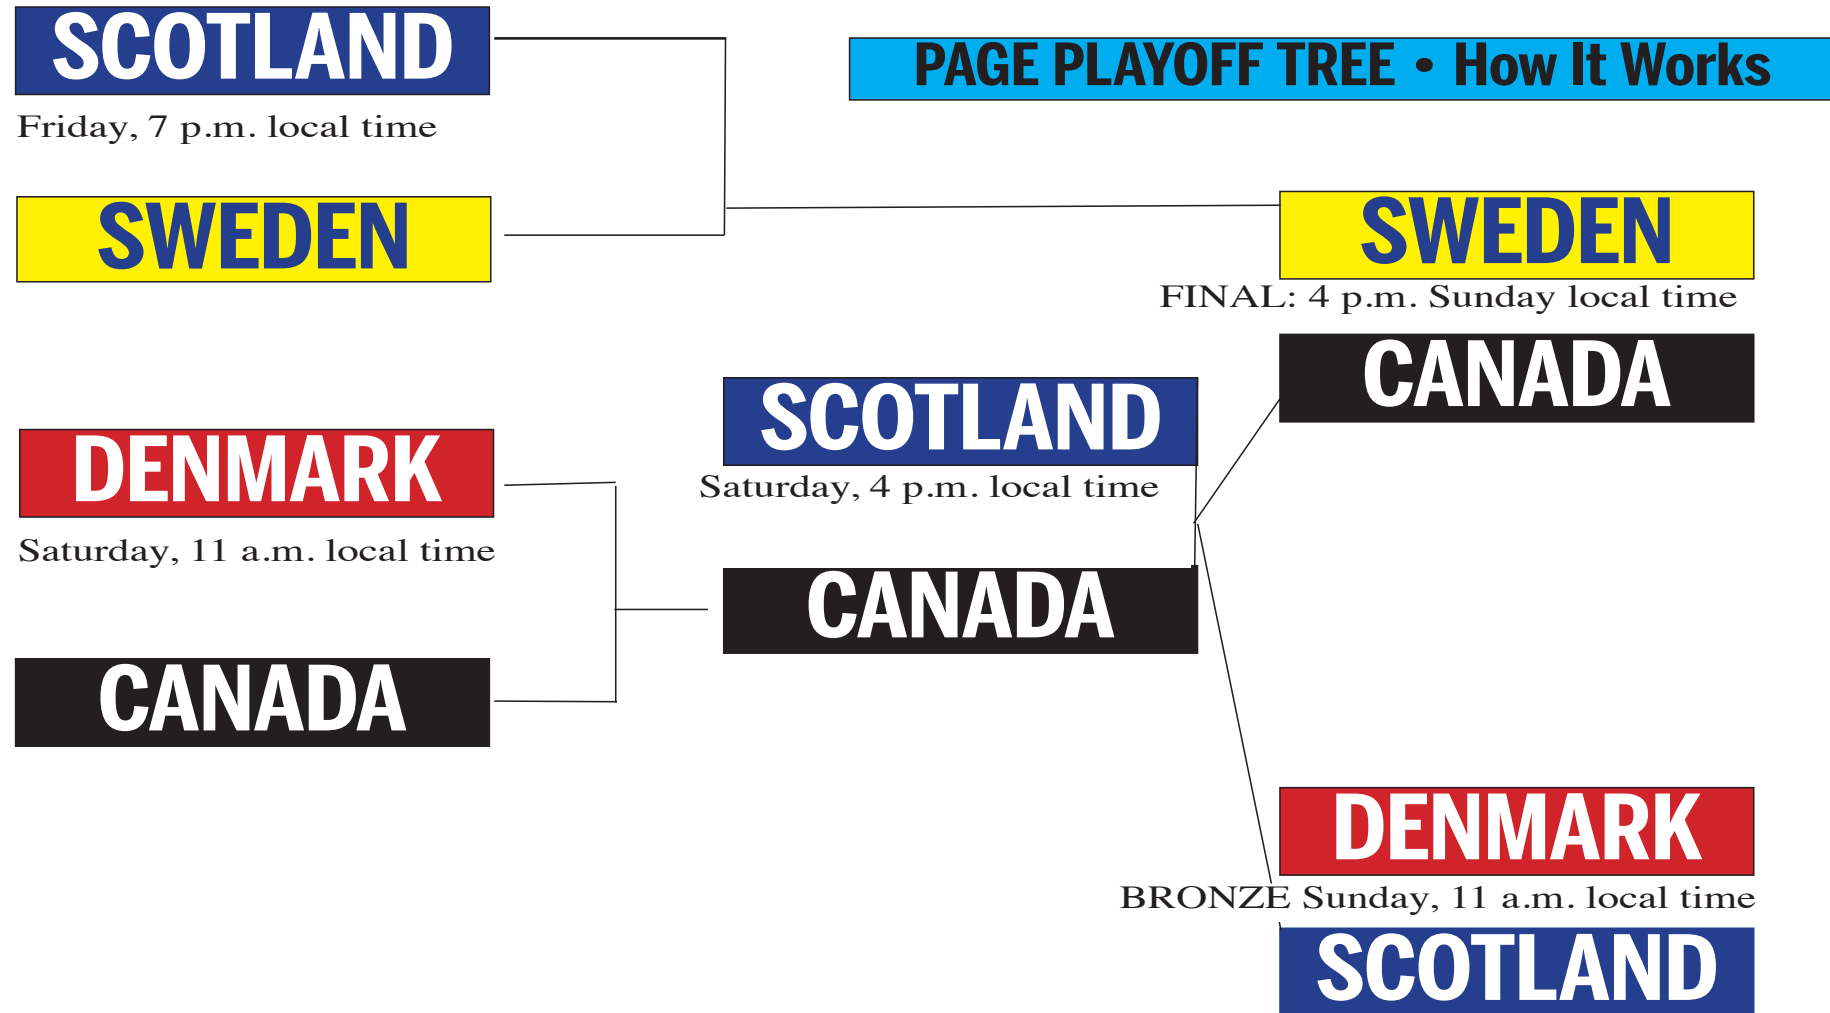 SCOTLAND
Friday, 7 p.m. local time
SWEDEN
PAGE PLAYOFF TREE • How It Works
SWEDEN
FINAL: 4 p.m. Sunday local time
CANADA
DENMARK
Saturday, 11 a.m. local time
CANADA
SCOTLAND
Saturday, 4 p.m. local time
CANADA
DENMARK
BRONZE Sunday, 11 a.m. local time
SCOTLAND